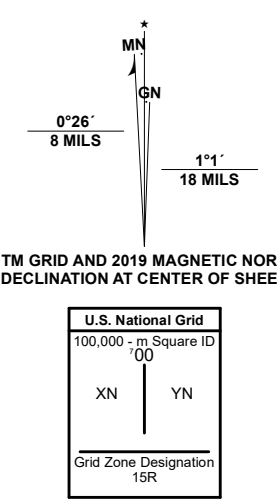 ★
MN
GN
0°26´
8 MILS
1°1´
18 MILS
TM GRID AND 2019 MAGNETIC NOR
DECLINATION AT CENTER OF SHEE
U.S. National Grid
100,000 - m Square ID
⁷00
XN YN
Grid Zone Designation
15R